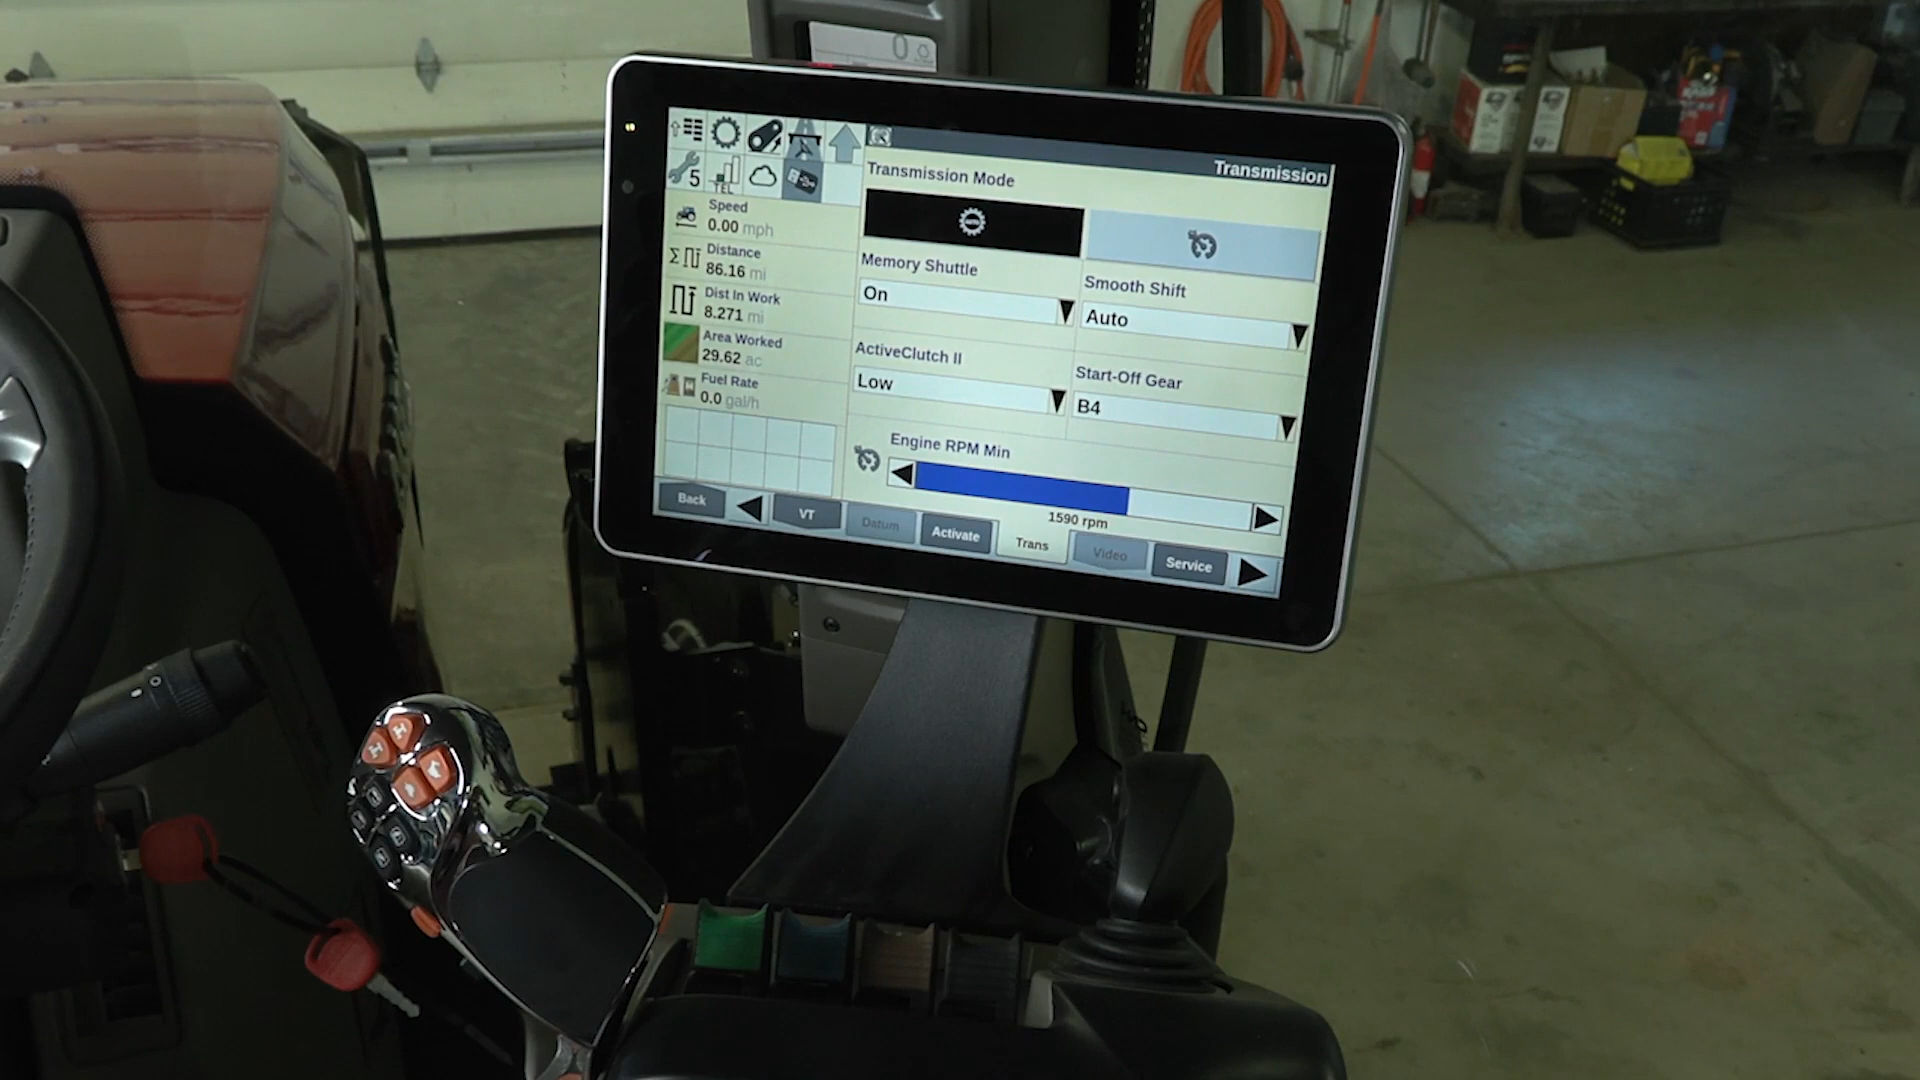 0
Transmission
5
TEL
Speed
0.00 mph
Distance
86.16 mi
Dist In Work
8.271 mi
Area Worked
29.62 ac
Fuel Rate
0.0 gal/h
Transmission Mode
AUTO
Memory Shuttle
On
Smooth Shift
Auto
ActiveClutch II
Low
Start-Off Gear
B4
Engine RPM Min
1590 rpm
Back
VT
Datum
Activate
Trans
Video
Service